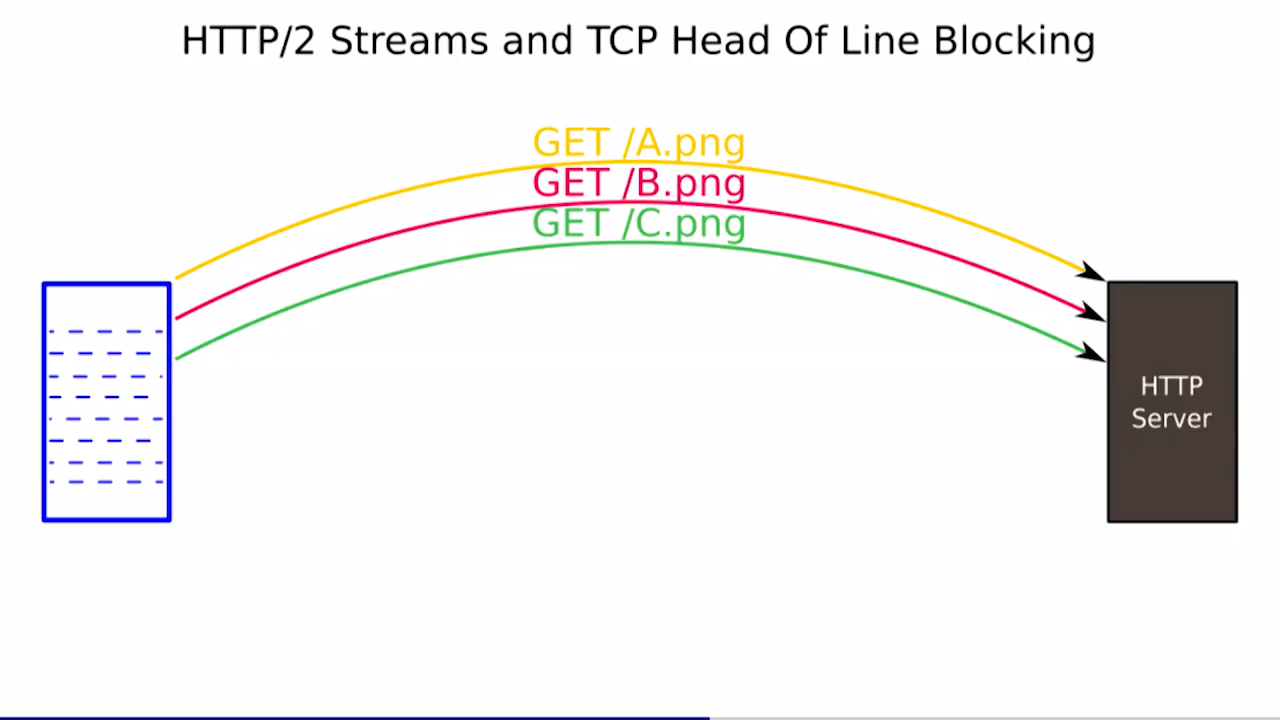 HTTP/2 Streams and TCP Head Of Line Blocking
GET /A.png
GET /B.png
GET /C.png
HTTP
Server